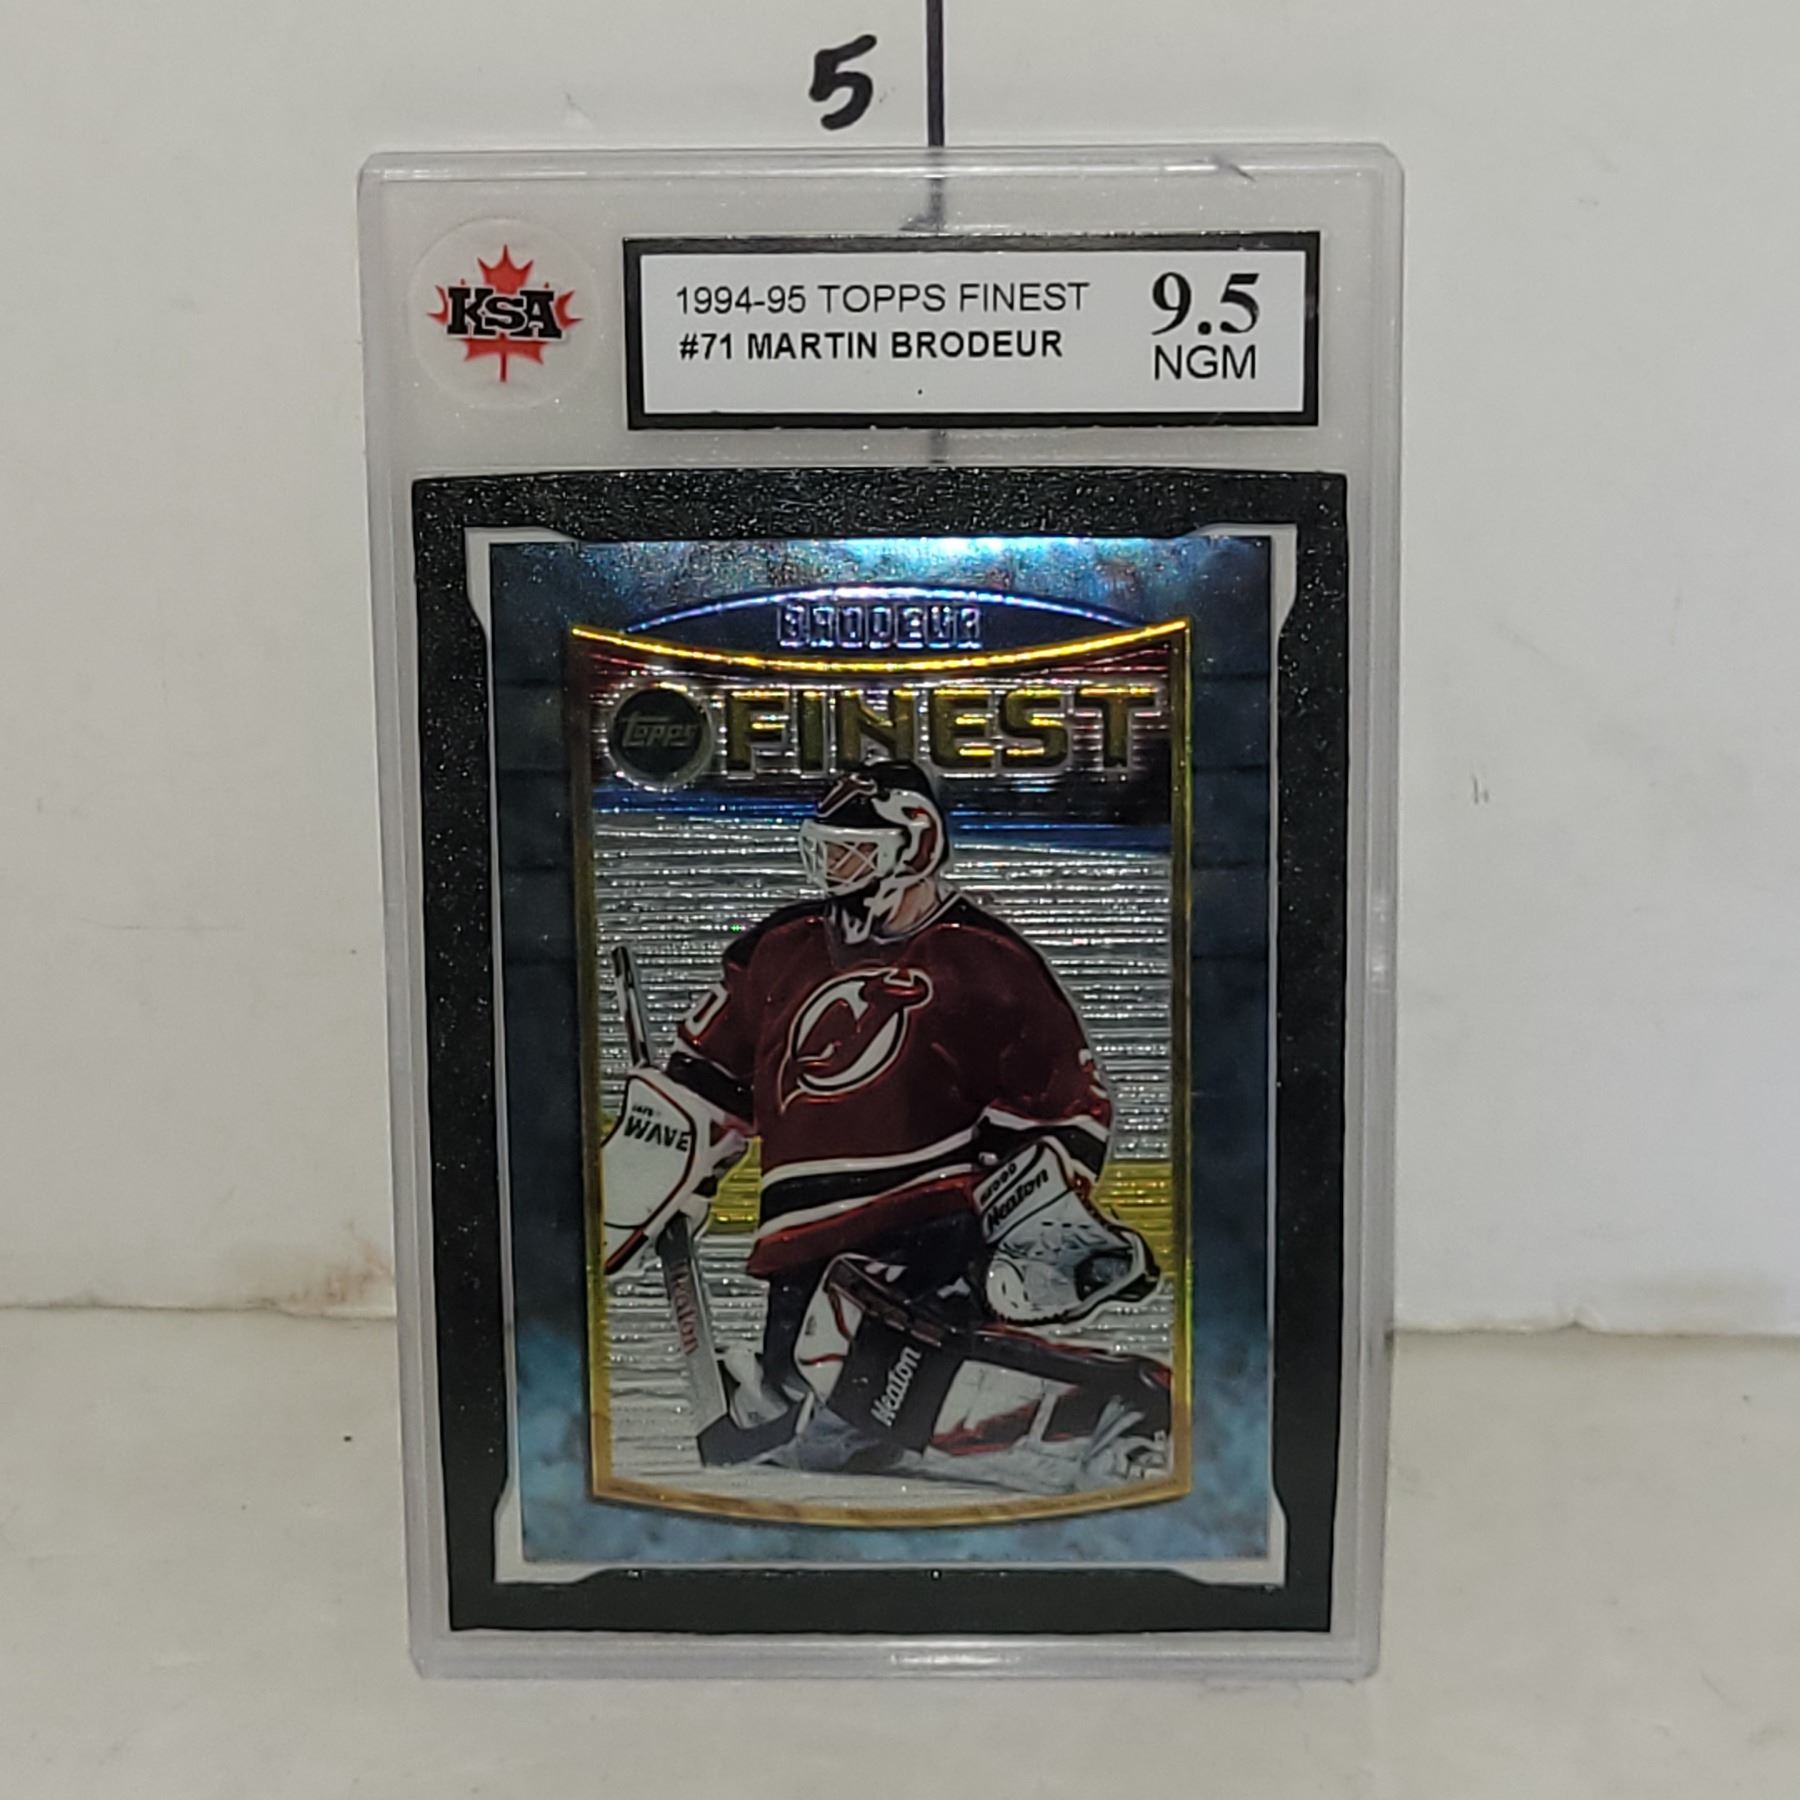 5
KSA
1994-95 TOPPS FINEST
9.5
#71 MARTIN BRODEUR
NGM
BRODEUR
Topps
FINEST
WAVE
Heaton
Heaton
Heaton